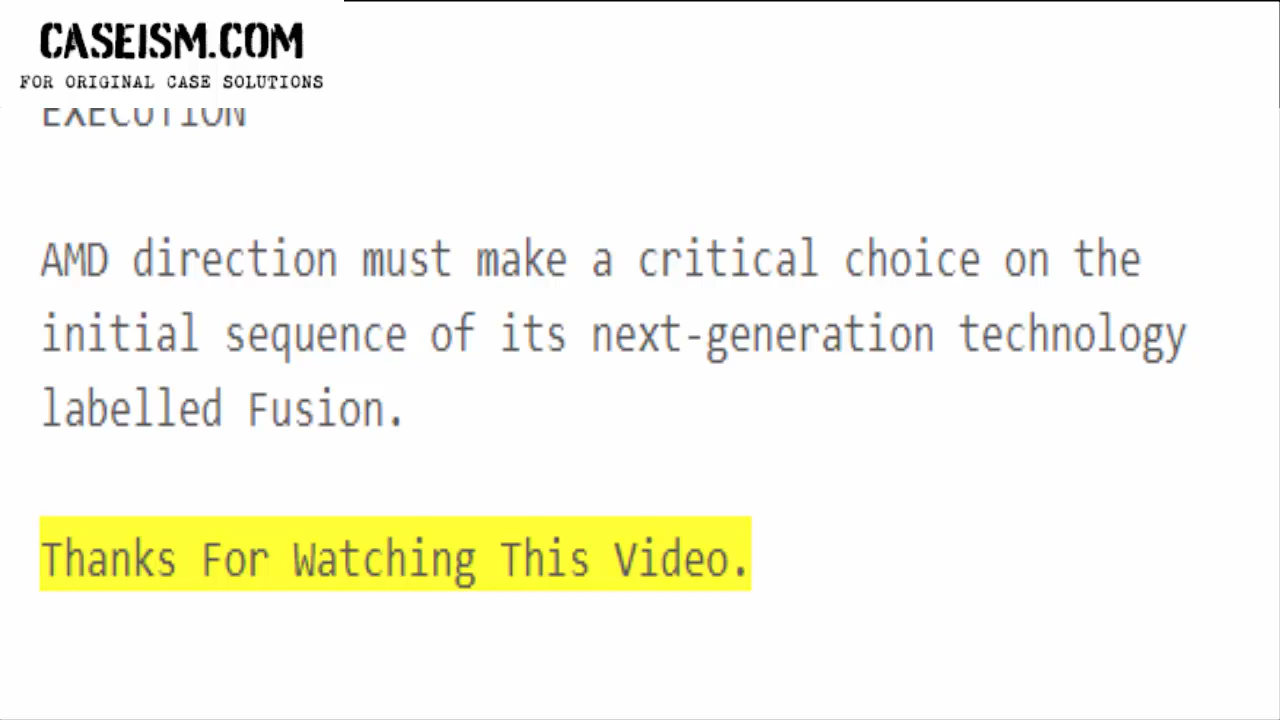 CASEISM.COM
FOR ORIGINAL CASE SOLUTIONS
EXECUTION
AMD direction must make a critical choice on the
initial sequence of its next-generation technology
labelled Fusion.
Thanks For Watching This Video.